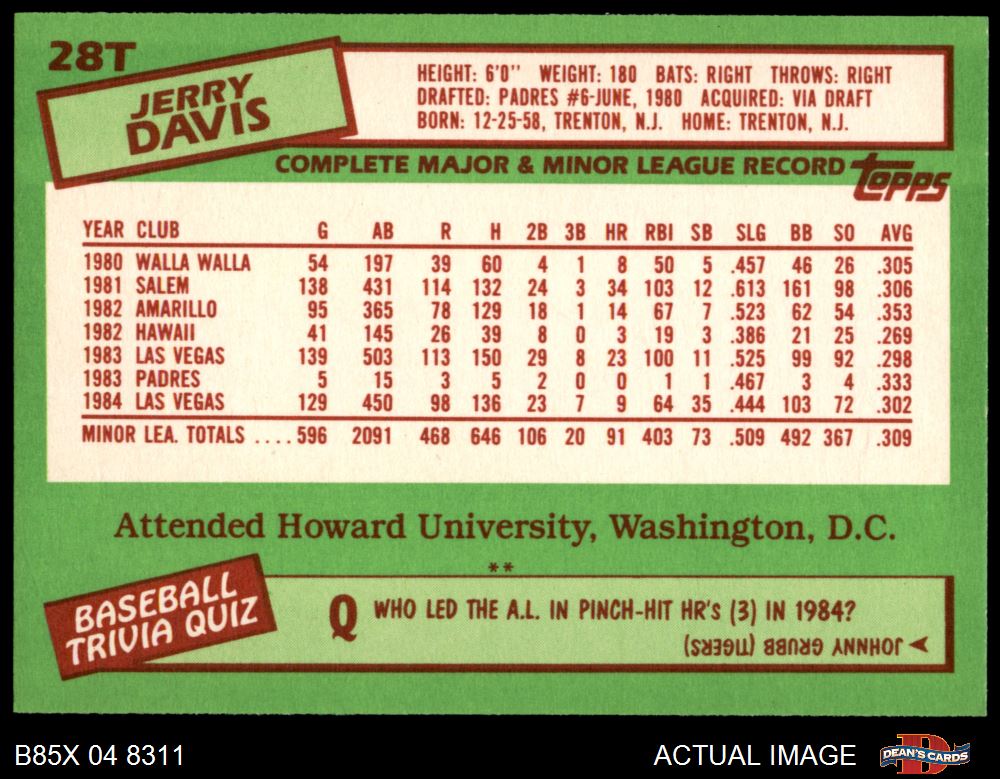 28T
JERRY
DAVIS
HEIGHT: 6'0" WEIGHT: 180 BATS: RIGHT THROWS: RIGHT
DRAFTED: PADRES #6-JUNE, 1980 ACQUIRED: VIA DRAFT
BORN: 12-25-58, TRENTON, N.J. HOME: TRENTON, N.J.
COMPLETE MAJOR & MINOR LEAGUE RECORD topps
YEAR CLUB G AB R H 2B 3B HR RBI SB SLG BB SO AVG
1980 WALLA WALLA 54 197 39 60 4 1 8 50 5 .457 46 26 .305
1981 SALEM 138 431 114 132 24 3 34 103 12 .613 161 98 .306
1982 AMARILLO 95 365 78 129 18 1 14 67 7 .523 62 54 .353
1982 HAWAII 41 145 26 39 8 0 3 19 3 .386 21 25 .269
1983 LAS VEGAS 139 503 113 150 29 8 23 100 11 .525 99 92 .298
1983 PADRES 5 15 3 5 2 0 0 1 1 .467 3 4 .333
1984 LAS VEGAS 129 450 98 136 23 7 9 64 35 .444 103 72 .302
MINOR LEA. TOTALS ....596 2091 468 646 106 20 91 403 73 .509 492 367 .309
Attended Howard University, Washington, D.C.
**
BASEBALL
TRIVIA QUIZ
Q WHO LED THE A.L. IN PINCH-HIT HR's (3) IN 1984?
JOHNNY GRUBB (TIGERS)
B85X 04 8311 ACTUAL IMAGE DEAN'S CARDS